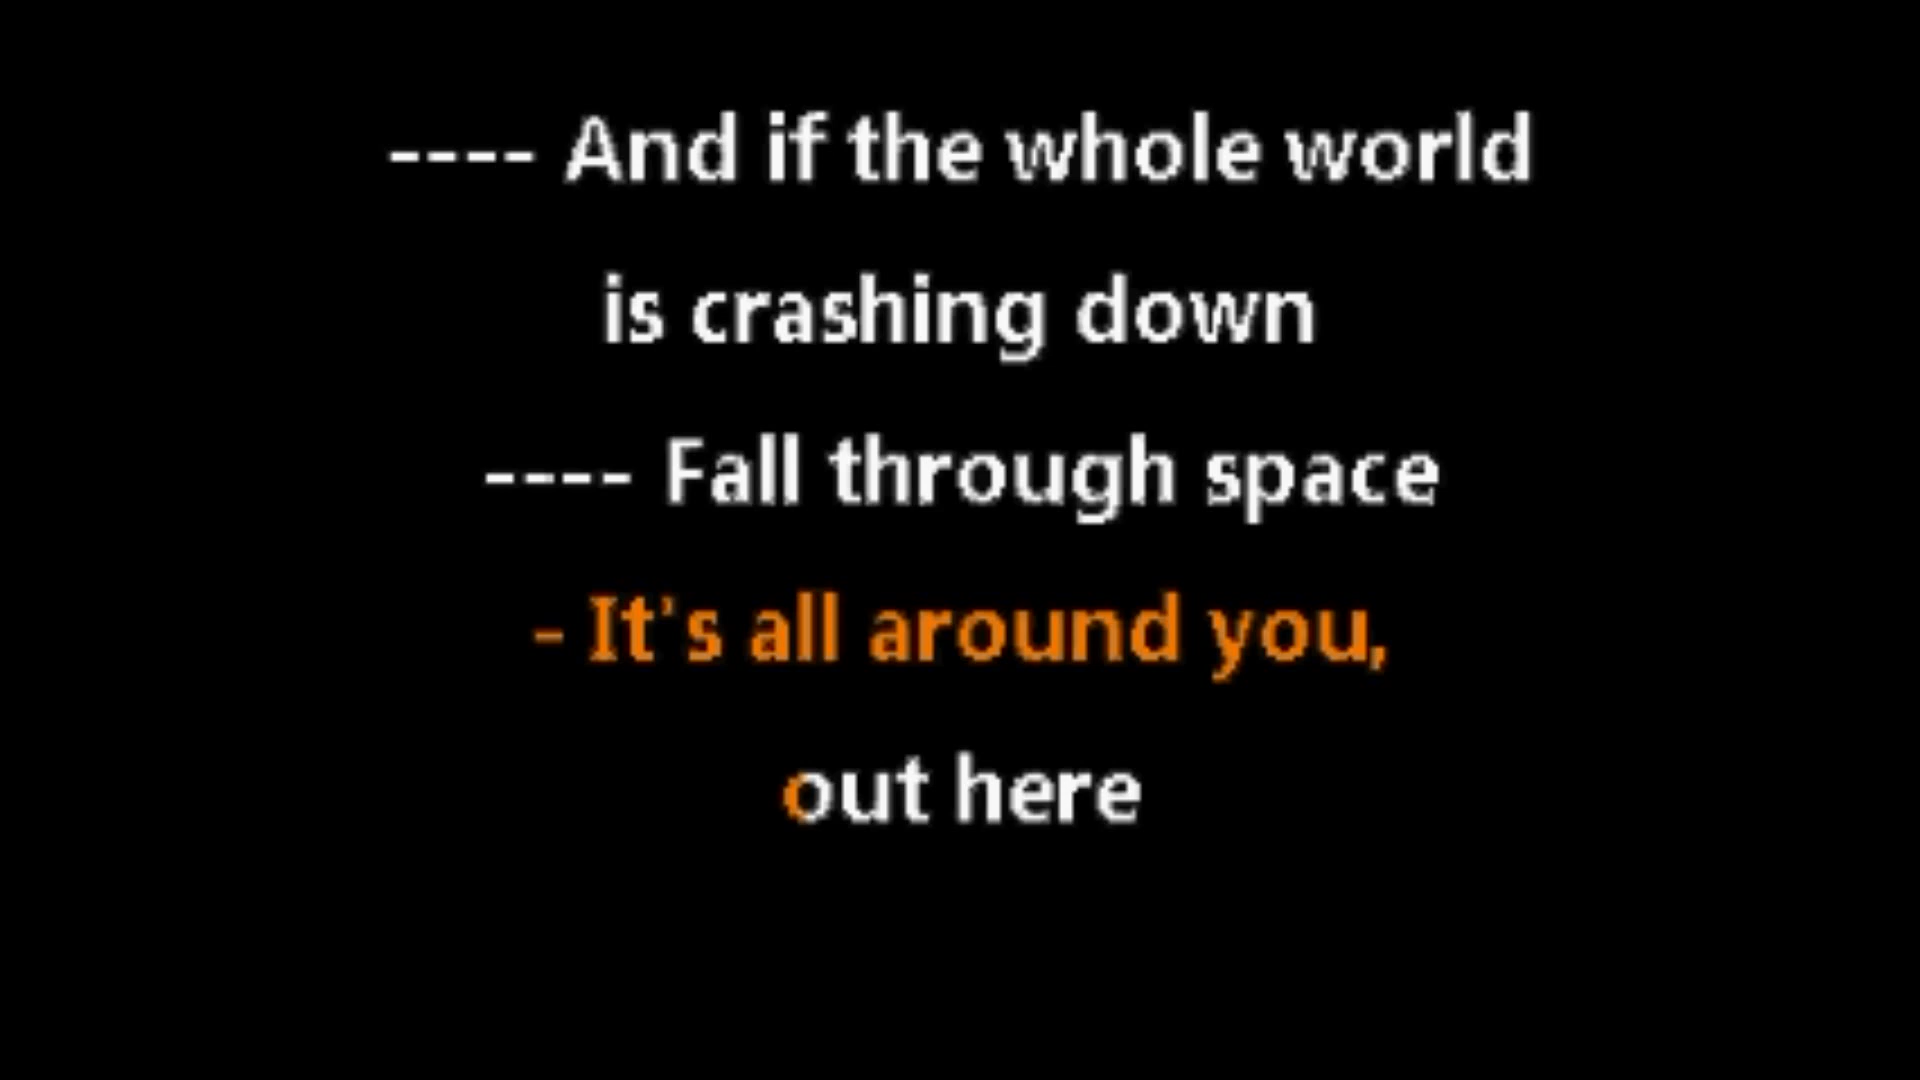 ---- And if the whole world
is crashing down
---- Fall through space
- It's all around you,
out here